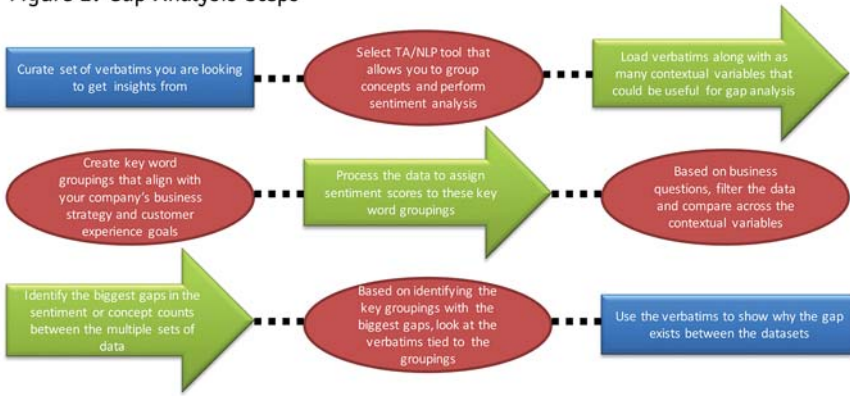 Curate set of verbatims you are looking
to get insights from
Select TA/NLP tool that
allows you to group
concepts and perform
sentiment analysis
Load verbatims along with as
many contextual variables that
could be useful for gap analysis
Create key word
groupings that align with
your company's business
strategy and customer
experience goals
Process the data to assign
sentiment scores to these key
word groupings
Based on business
questions, filter the data
and compare across the
contextual variables
Identify the biggest gaps in the
sentiment or concept counts
between the multiple sets of
data
Based on identifying the
key groupings with the
biggest gaps, look at the
verbatims tied to the
groupings
Use the verbatims to show why the gap
exists between the datasets